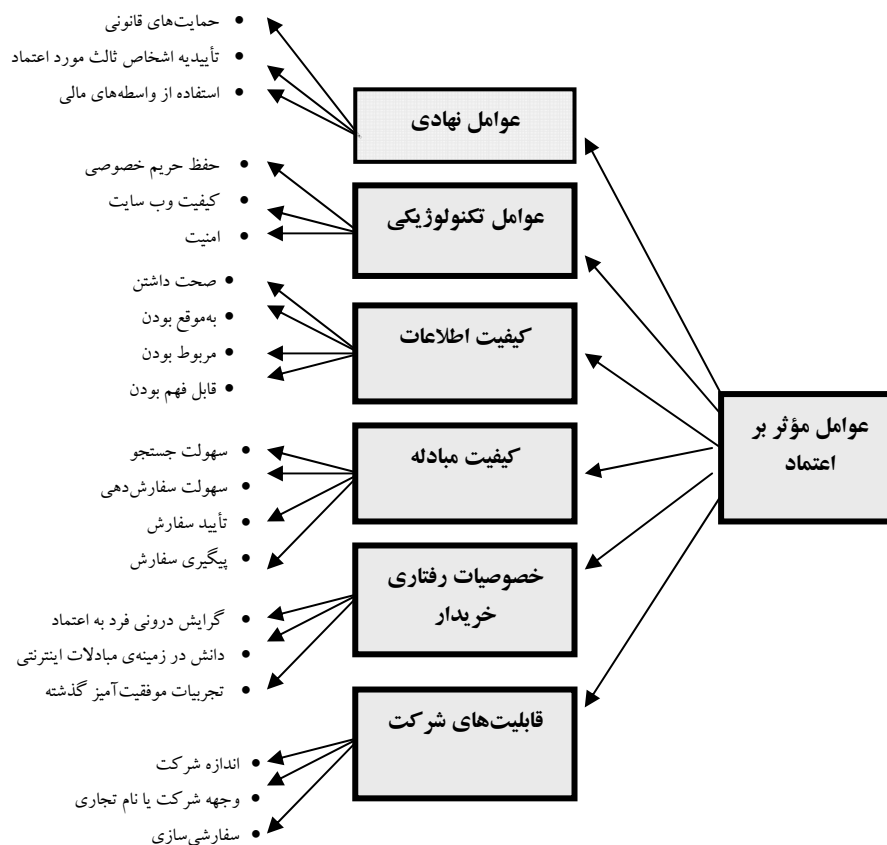 عوامل مؤثر بر
اعتماد
عوامل نهادی
حمایت‌های قانونی
تأییدیه اشخاص ثالث مورد اعتماد
استفاده از واسطه‌های مالی
عوامل تکنولوژیکی
حفظ حریم خصوصی
کیفیت وب سایت
امنیت
کیفیت اطلاعات
صحت داشتن
به‌موقع بودن
مربوط بودن
قابل فهم بودن
کیفیت مبادله
سهولت جستجو
سهولت سفارش‌دهی
تأیید سفارش
پیگیری سفارش
خصوصیات رفتاری
خریدار
گرایش درونی فرد به اعتماد
دانش در زمینه‌ی مبادلات اینترنتی
تجربیات موفقیت‌آمیز گذشته
قابلیت‌های شرکت
اندازه شرکت
وجهه شرکت یا نام تجاری
سفارشی‌سازی